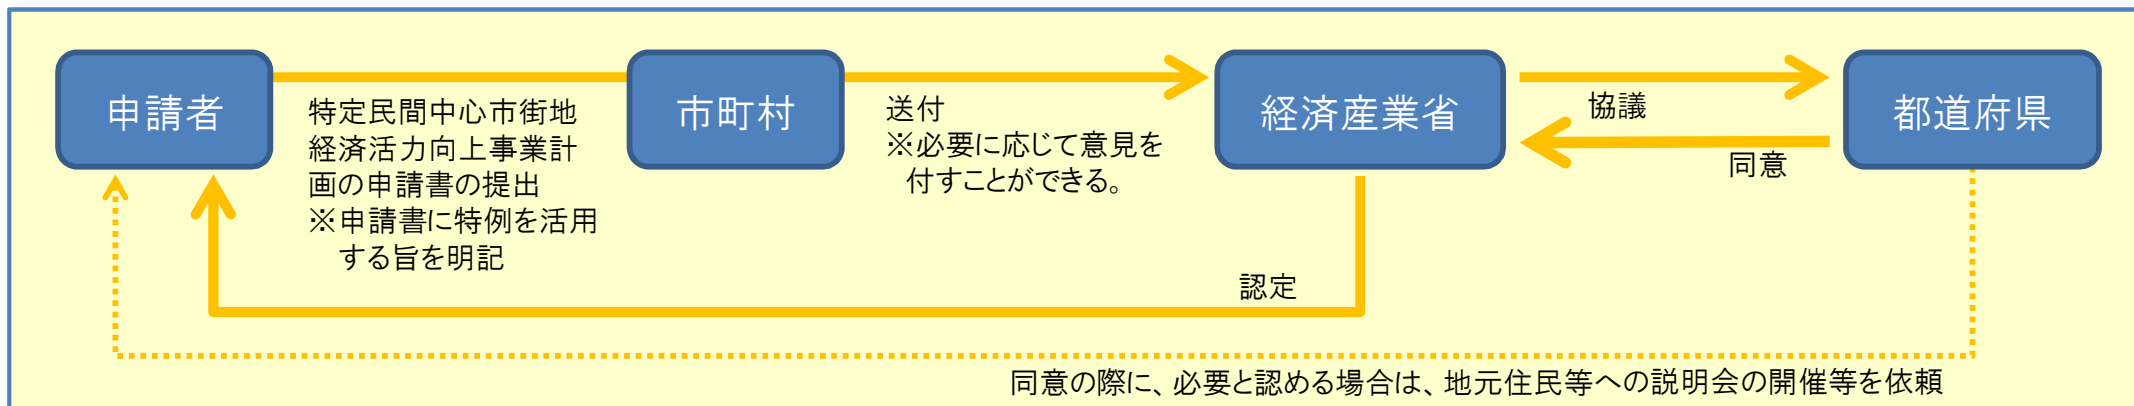 申請者
特定民間中心市街地
経済活力向上事業計
画の申請書の提出
※申請書に特例を活用
する旨を明記
市町村
送付
※必要に応じて意見を
付すことができる。
経済産業省
協議
同意
都道府県
認定
同意の際に、必要と認める場合は、地元住民等への説明会の開催等を依頼